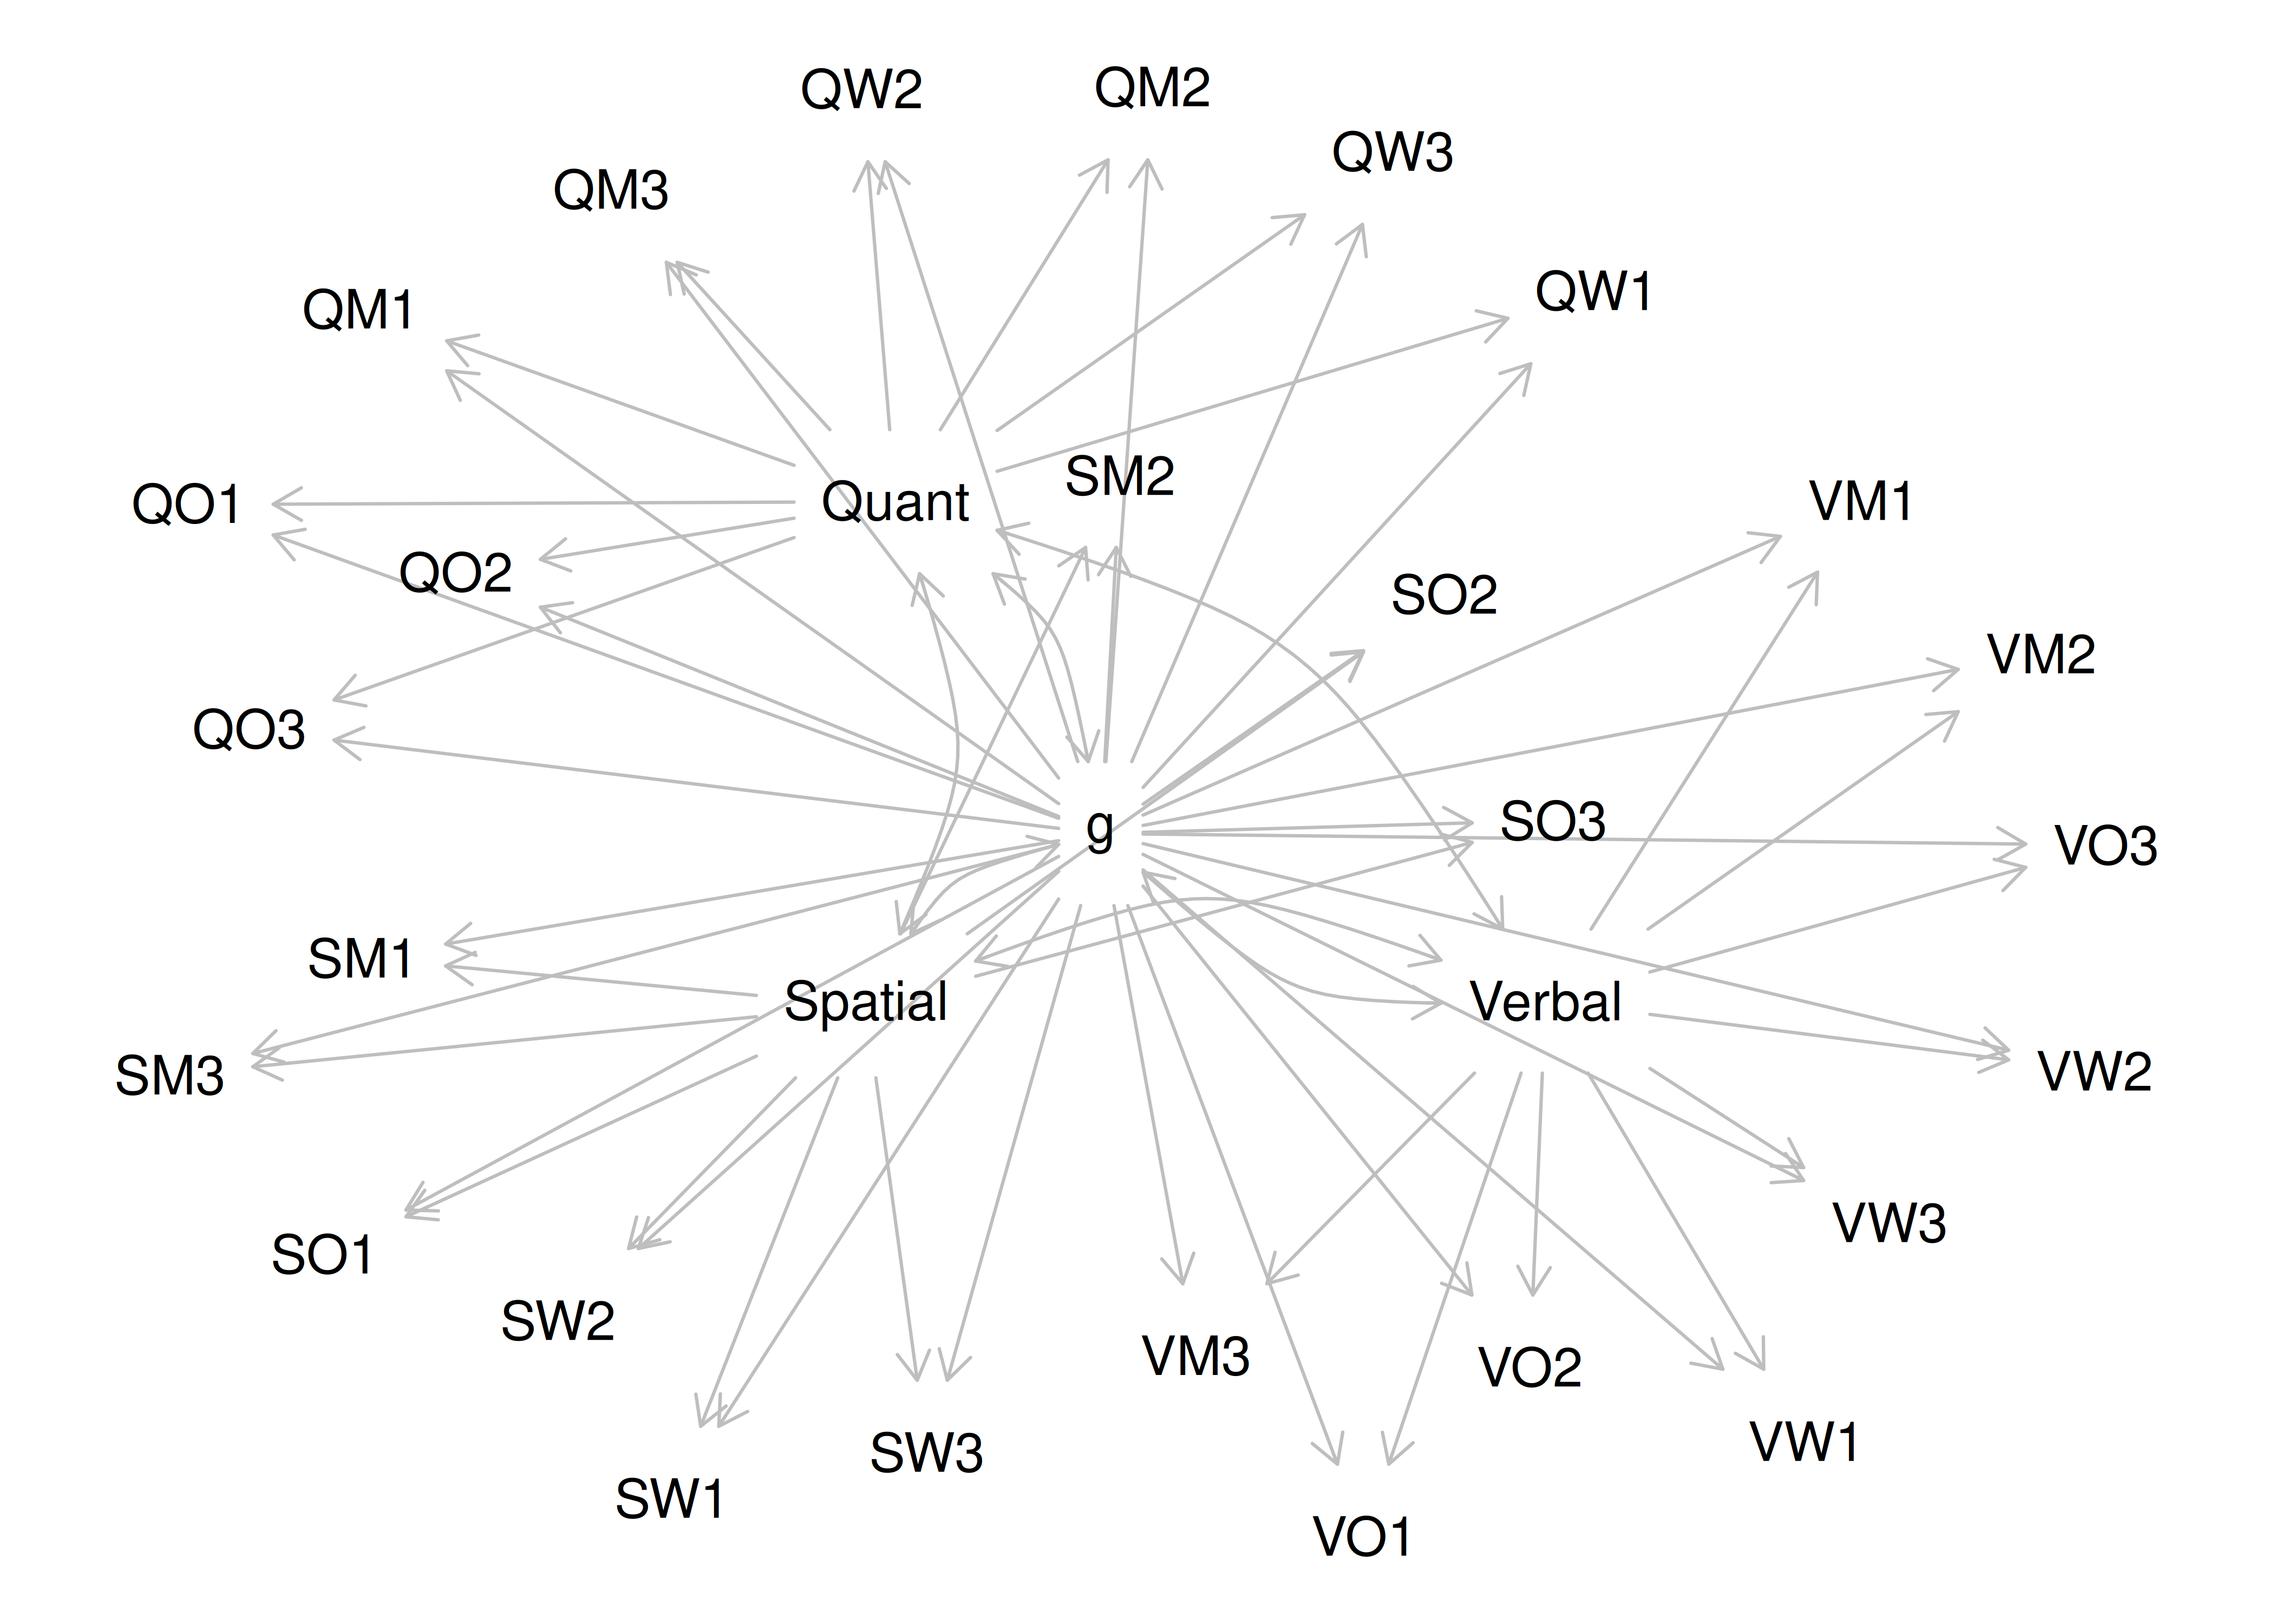 QW2
QM2
QW3
QM3
QW1
QM1
SM2
VM1
Quant
QO1
QO2
SO2
VM2
QO3
SO3
g
VO3
SM1
Spatial
Verbal
SM3
VW2
VW3
SO1
SW2
VM3
VO2
VW1
SW3
SW1
VO1